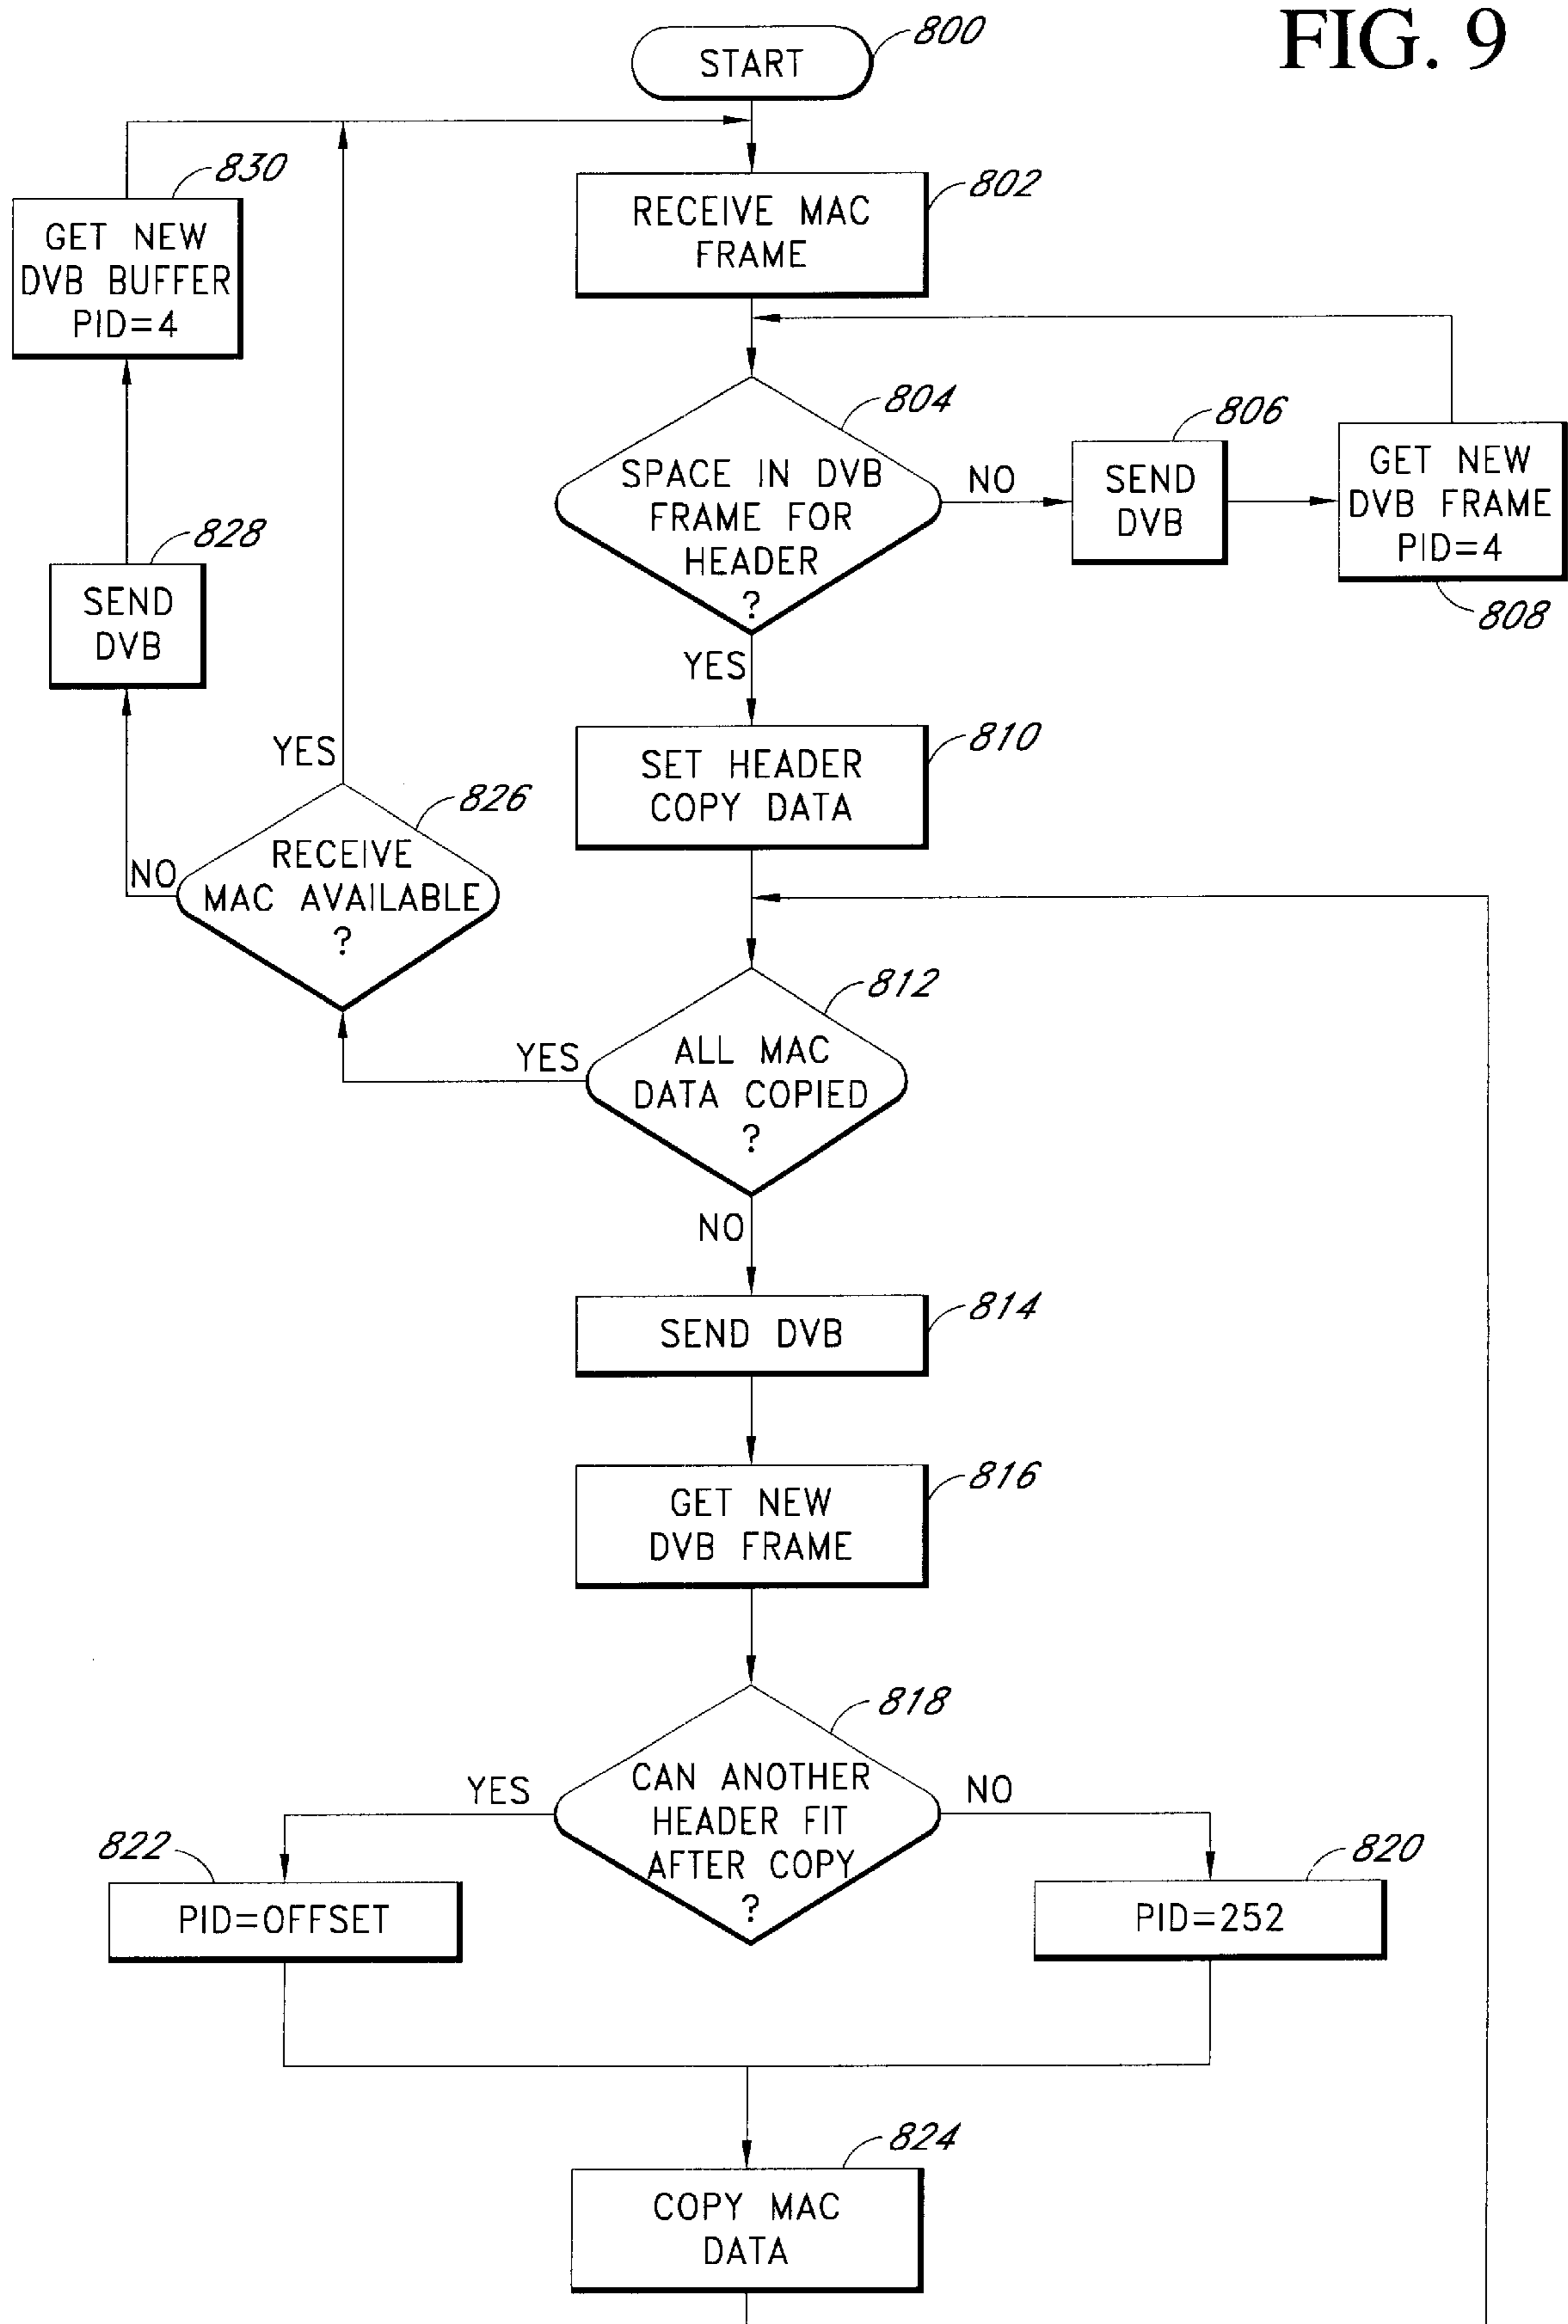 FIG. 9
START
800
RECEIVE MAC
FRAME
802
GET NEW
DVB BUFFER
PID=4
830
SPACE IN DVB
FRAME FOR
HEADER
?
804
NO
SEND
DVB
806
GET NEW
DVB FRAME
PID=4
808
SEND
DVB
828
YES
SET HEADER
COPY DATA
810
YES
RECEIVE
MAC AVAILABLE
?
826
NO
ALL MAC
DATA COPIED
?
812
YES
NO
SEND DVB
814
GET NEW
DVB FRAME
816
CAN ANOTHER
HEADER FIT
AFTER COPY
?
818
YES
NO
822
PID=OFFSET
820
PID=252
824
COPY MAC
DATA